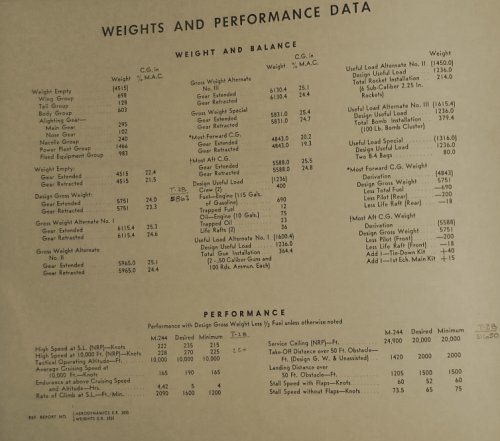 WEIGHTS AND PERFORMANCE DATA
WEIGHT AND BALANCE
Weight C.G. in % M.A.C.
Weight Empty (4515)
Wing Group 698
Tail Group 128
Body Group 603
Alighting Gear—
Main Gear 295
Nose Gear 102
Nacelle Group 240
Power Plant Group 1466
Fixed Equipment Group 983
Weight Empty:
Gear Extended 4515 22.4
Gear Retracted 4515 21.5
Design Gross Weight:
Gear Extended 5751 24.0
Gear Retracted 5751 23.3
Gross Weight Alternate No. I
Gear Extended 6115.4 25.3
Gear Retracted 6115.4 24.6
Gross Weight Alternate
No. II
Gear Extended 5965.0 25.1
Gear Retracted 5965.0 24.4
T-28
Weight C.G. in % M.A.C.
Gross Weight Alternate
No. III
Gear Extended 6130.4 25.1
Gear Retracted 6130.4 24.4
Gross Weight Special
Gear Extended 5831.0 25.4
Gear Retracted 5831.0 24.7
*Most Forward C.G.
Gear Extended 4843.0 20.2
Gear Retracted 4843.0 19.3
†Most Aft C.G.
Gear Extended 5588.0 25.5
Gear Retracted 5588.0 24.8
Design Useful Load (1236)
Crew (2) 400
Fuel—Engine (115 Gals.
of Gasoline) 690
Trapped Fuel 12
Oil—Engine (10 Gals.) 75
Trapped Oil 23
Life Rafts (2) 36
Useful Load Alternate No. I (1600.4)
Design Useful Load 1236.0
Total Gun Installation 364.4
(2 - .50 Caliber Guns and
100 Rds. Ammun. Each)
Weight
Useful Load Alternate No. II (1450.0)
Design Useful Load 1236.0
Total Rocket Installation 214.0
(6 Sub-Caliber 2.25 In.
Rockets)
Useful Load Alternate No. III (1615.4)
Design Useful Load 1236.0
Total Bomb Installation 379.4
(100 Lb. Bomb Cluster)
Useful Load Special (1316.0)
Design Useful Load 1236.0
Two B-4 Bags 80.0
*Most Forward C.G. Weight
Derivation (4843)
Design Gross Weight 5751
Less Total Fuel —690
Less Pilot (Rear) —200
Less Life Raft (Rear) —18
†Most Aft C.G. Weight
Derivation (5588)
Design Gross Weight 5751
Less Pilot (Front) —200
Less Life Raft (Front) —18
Add 1—Tie-Down Kit +40
Add 1—1st Ech. Main Kit +15
PERFORMANCE
Performance with Design Gross Weight Less ½ Fuel unless otherwise noted
M.244 Desired Minimum T-28
High Speed at S.L. (NRP)—Knots 222 235 215
High Speed at 10,000 Ft. (NRP)—Knots 228 270 225
Tactical Operating Altitude—Ft. 10,000 10,000 10,000
Average Cruising Speed at
10,000 Ft.—Knots 165 190 165
Endurance at above Cruising Speed
and Altitude—Hrs. 4.42 5 4
Rate of Climb at S.L.—Ft./Min. 2090 1600 1200
M.244 Desired Minimum T-28
Service Ceiling (NRP)—Ft. 24,900 20,000 20,000
Take-Off Distance over 50 Ft. Obstacle—
Ft. (Design G. W. & Unassisted) 1420 2000 2000
Landing Distance over
50 Ft. Obstacle—Ft. 1205 1500 1500
Stall Speed with Flaps—Knots 60 52 60
Stall Speed without Flaps—Knots 73.5 65 75
REF. REPORT NO.
AERODYNAMICS
WEIGHTS